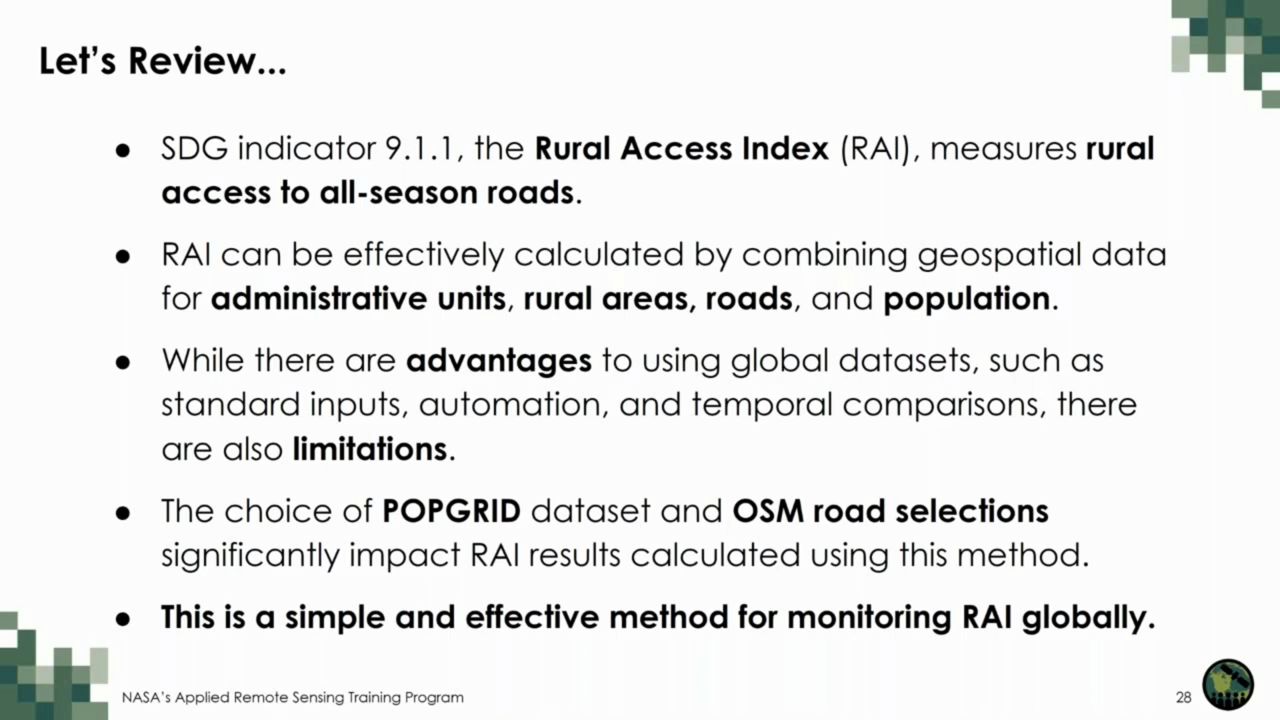 Let's Review...
● SDG indicator 9.1.1, the Rural Access Index (RAI), measures rural
access to all-season roads.
● RAI can be effectively calculated by combining geospatial data
for administrative units, rural areas, roads, and population.
● While there are advantages to using global datasets, such as
standard inputs, automation, and temporal comparisons, there
are also limitations.
● The choice of POPGRID dataset and OSM road selections
significantly impact RAI results calculated using this method.
● This is a simple and effective method for monitoring RAI globally.
NASA's Applied Remote Sensing Training Program
28